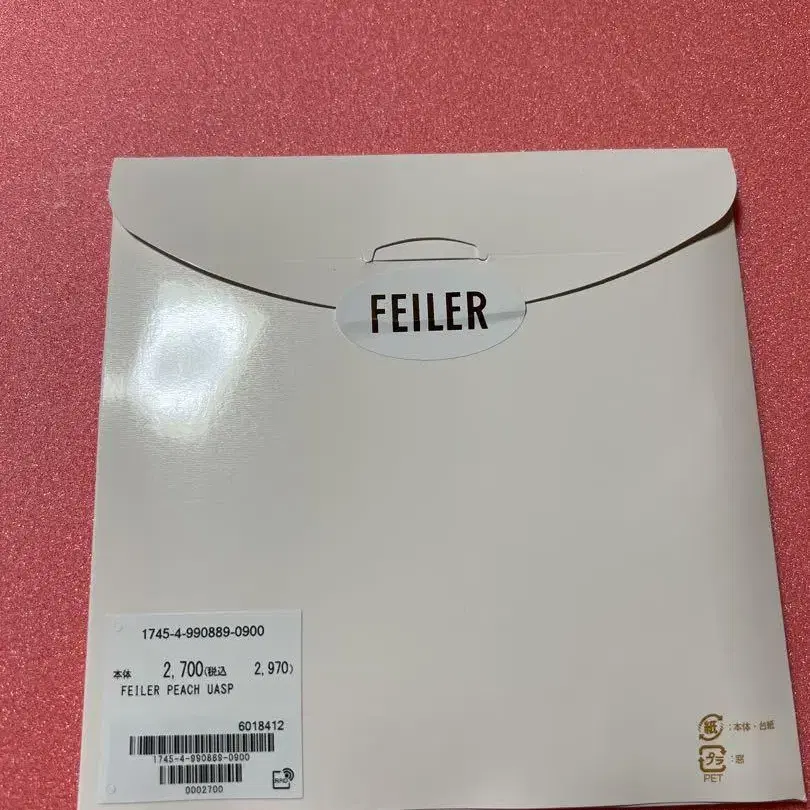 FEILER
1745-4-990889-0900
本体 2,700(税込 2,970)
FEILER PEACH UASP
6018412
1745-4-990889-0900
0002700
RFID
紙:本体・台紙
プラ:窓
PET